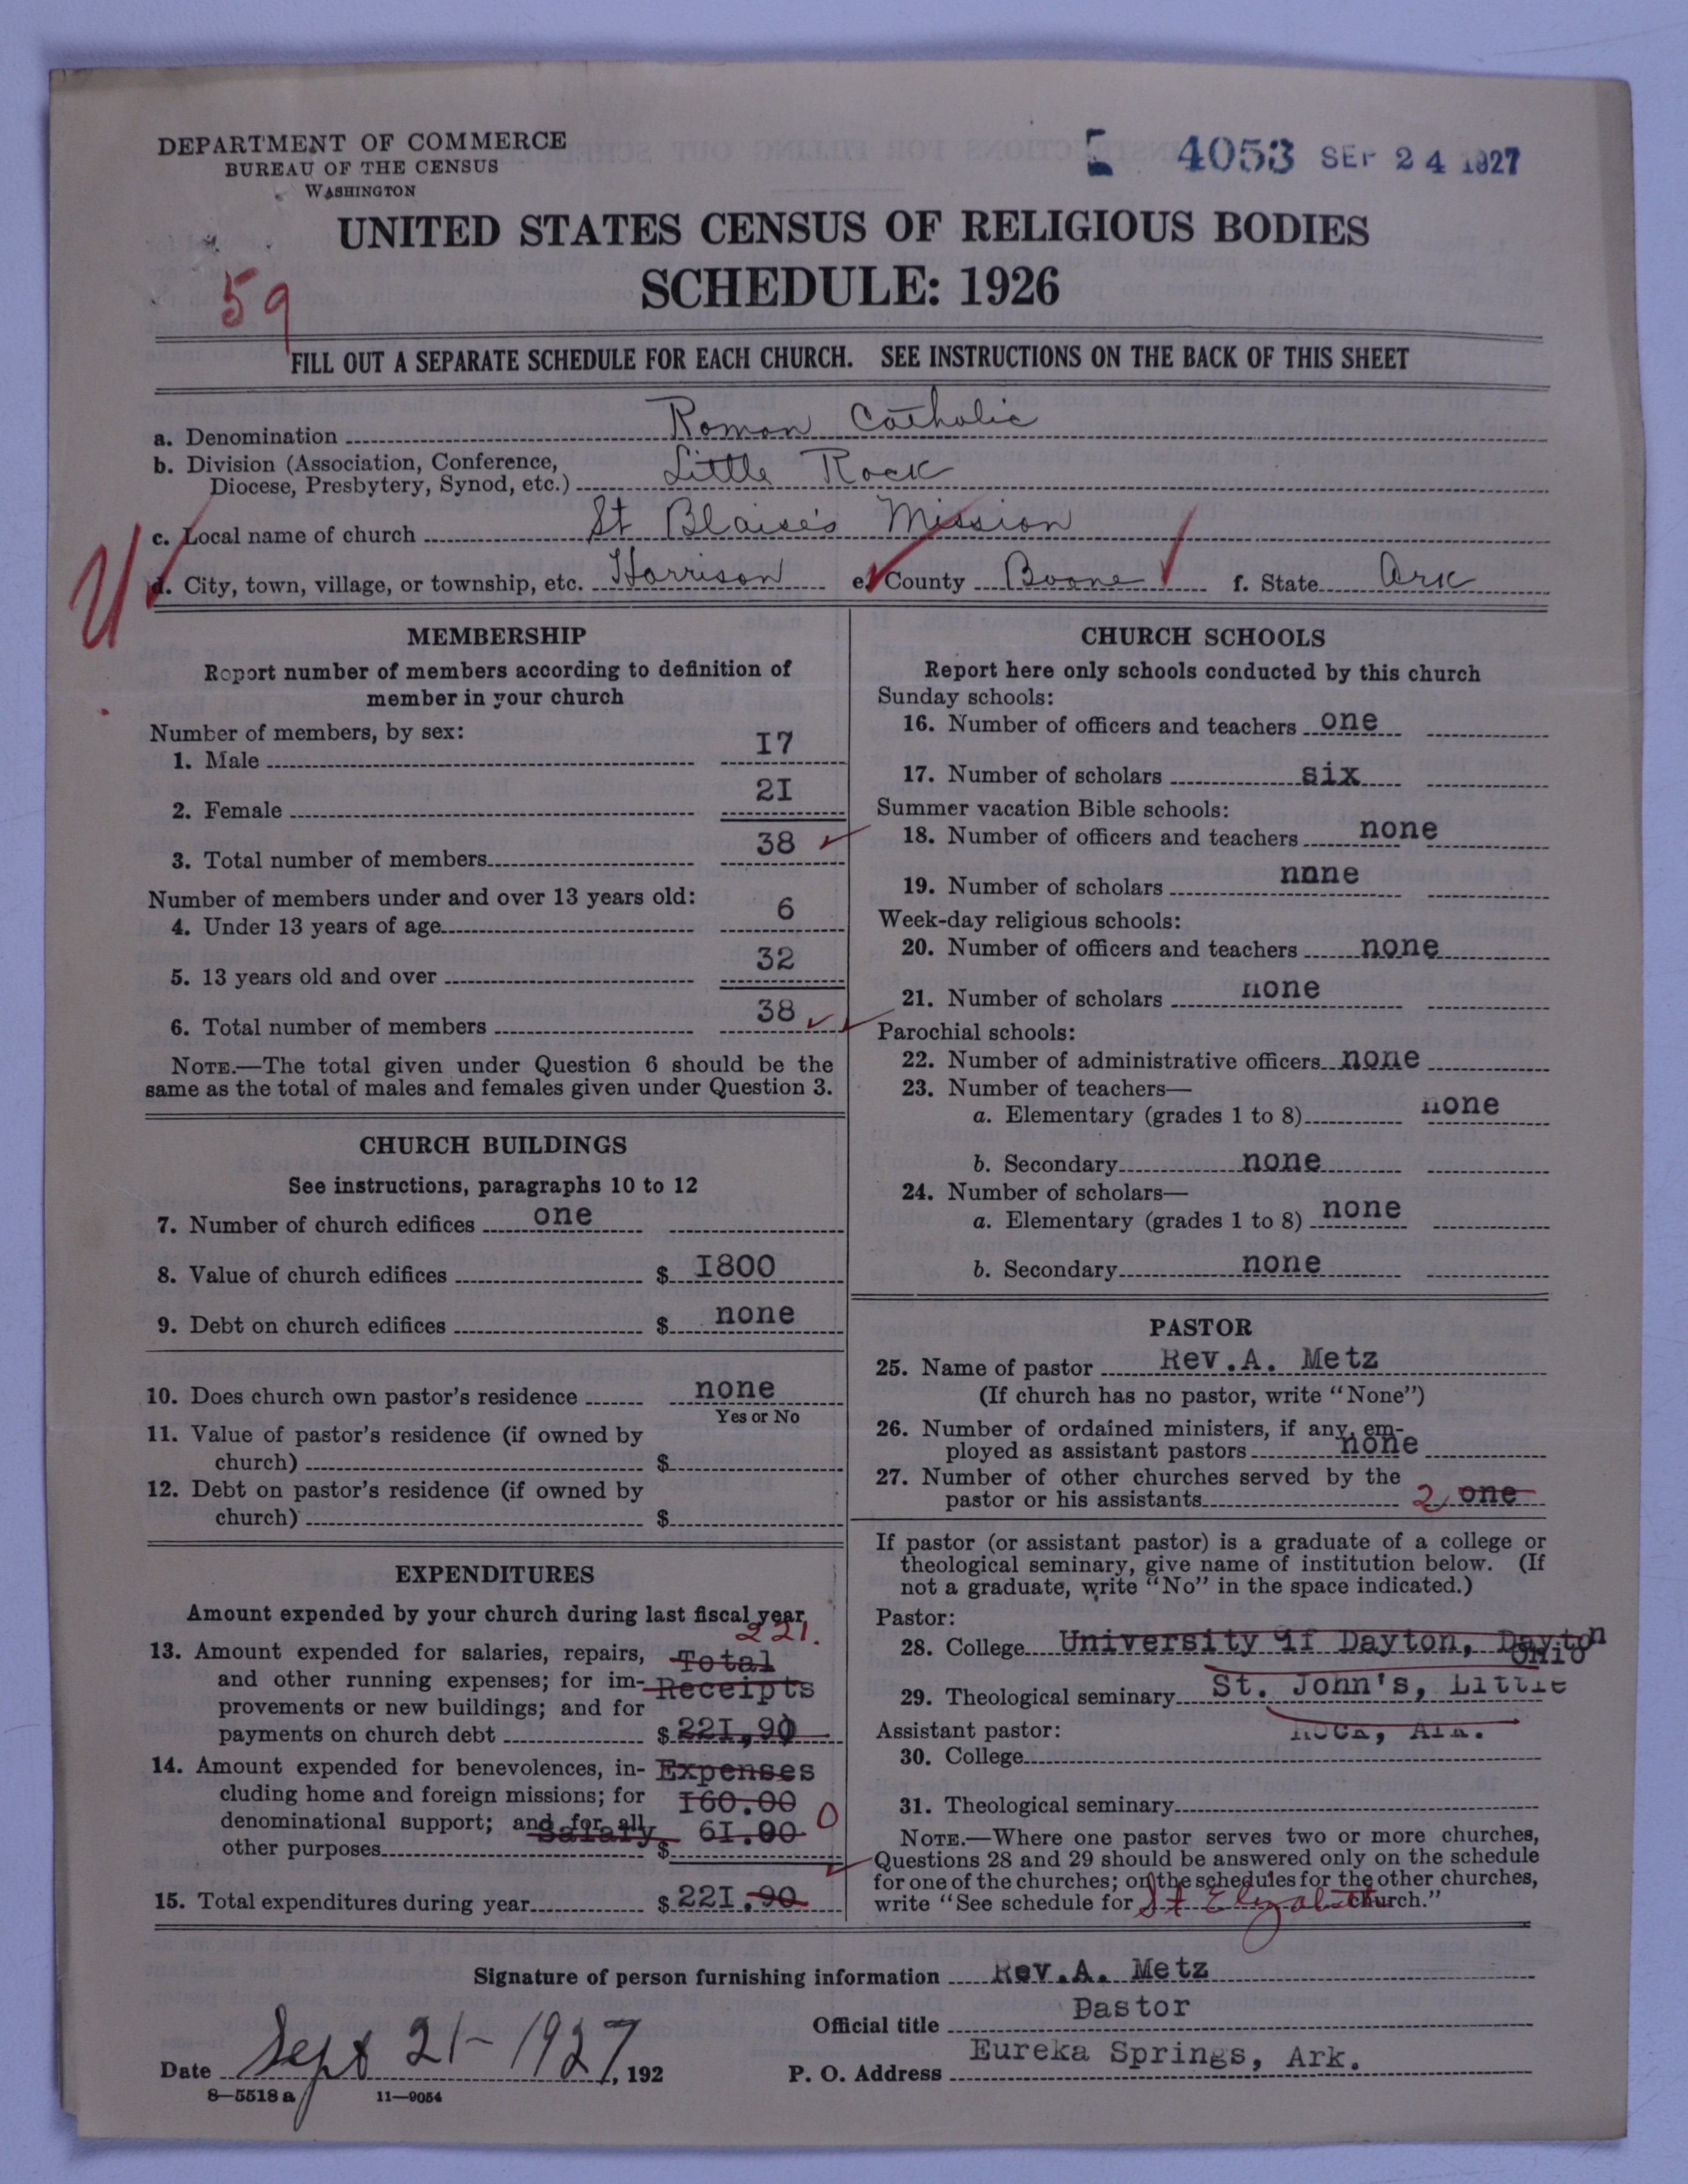 DEPARTMENT OF COMMERCE
BUREAU OF THE CENSUS
WASHINGTON
4053 SEP 24 1927
UNITED STATES CENSUS OF RELIGIOUS BODIES
SCHEDULE: 1926
59
FILL OUT A SEPARATE SCHEDULE FOR EACH CHURCH. SEE INSTRUCTIONS ON THE BACK OF THIS SHEET
a. Denomination Roman Catholic
b. Division (Association, Conference,
Diocese, Presbytery, Synod, etc.) Little Rock
c. Local name of church St Blaise's Mission
d. City, town, village, or township, etc. Harrison e. County Boone f. State Ark
MEMBERSHIP
Report number of members according to definition of
member in your church
Number of members, by sex:
1. Male I7
2. Female 2I
3. Total number of members 38
Number of members under and over 13 years old:
4. Under 13 years of age 6
5. 13 years old and over 32
6. Total number of members 38
NOTE.—The total given under Question 6 should be the
same as the total of males and females given under Question 3.
CHURCH BUILDINGS
See instructions, paragraphs 10 to 12
7. Number of church edifices one
8. Value of church edifices $ I800
9. Debt on church edifices $ none
10. Does church own pastor's residence none
Yes or No
11. Value of pastor's residence (if owned by
church) $
12. Debt on pastor's residence (if owned by
church) $
EXPENDITURES
Amount expended by your church during last fiscal year
221.
13. Amount expended for salaries, repairs, Total
and other running expenses; for im- Receipts
provements or new buildings; and for
payments on church debt $ 22I,90
14. Amount expended for benevolences, in- Expenses
cluding home and foreign missions; for I60.00
denominational support; and for all Salary 6I.00 0
other purposes $
15. Total expenditures during year $ 22I.90
CHURCH SCHOOLS
Report here only schools conducted by this church
Sunday schools:
16. Number of officers and teachers one
17. Number of scholars six
Summer vacation Bible schools:
18. Number of officers and teachers none
19. Number of scholars nnne
Week-day religious schools:
20. Number of officers and teachers none
21. Number of scholars none
Parochial schools:
22. Number of administrative officers none
23. Number of teachers—
a. Elementary (grades 1 to 8) none
b. Secondary none
24. Number of scholars—
a. Elementary (grades 1 to 8) none
b. Secondary none
PASTOR
25. Name of pastor Rev.A. Metz
(If church has no pastor, write "None")
26. Number of ordained ministers, if any, em-
ployed as assistant pastors none
27. Number of other churches served by the
pastor or his assistants 2 one
If pastor (or assistant pastor) is a graduate of a college or
theological seminary, give name of institution below. (If
not a graduate, write "No" in the space indicated.)
Pastor:
28. College University if Dayton, Dayton
Ohio
29. Theological seminary St. John's, Little
Assistant pastor: Rock, Ark.
30. College
31. Theological seminary
NOTE.—Where one pastor serves two or more churches,
Questions 28 and 29 should be answered only on the schedule
for one of the churches; on the schedules for the other churches,
write "See schedule for St Elizabeth church."
Signature of person furnishing information Rev.A. Metz
Official title Pastor
Date Sept 21-1927, 192
P. O. Address Eureka Springs, Ark.
8—5518 a 11—9054